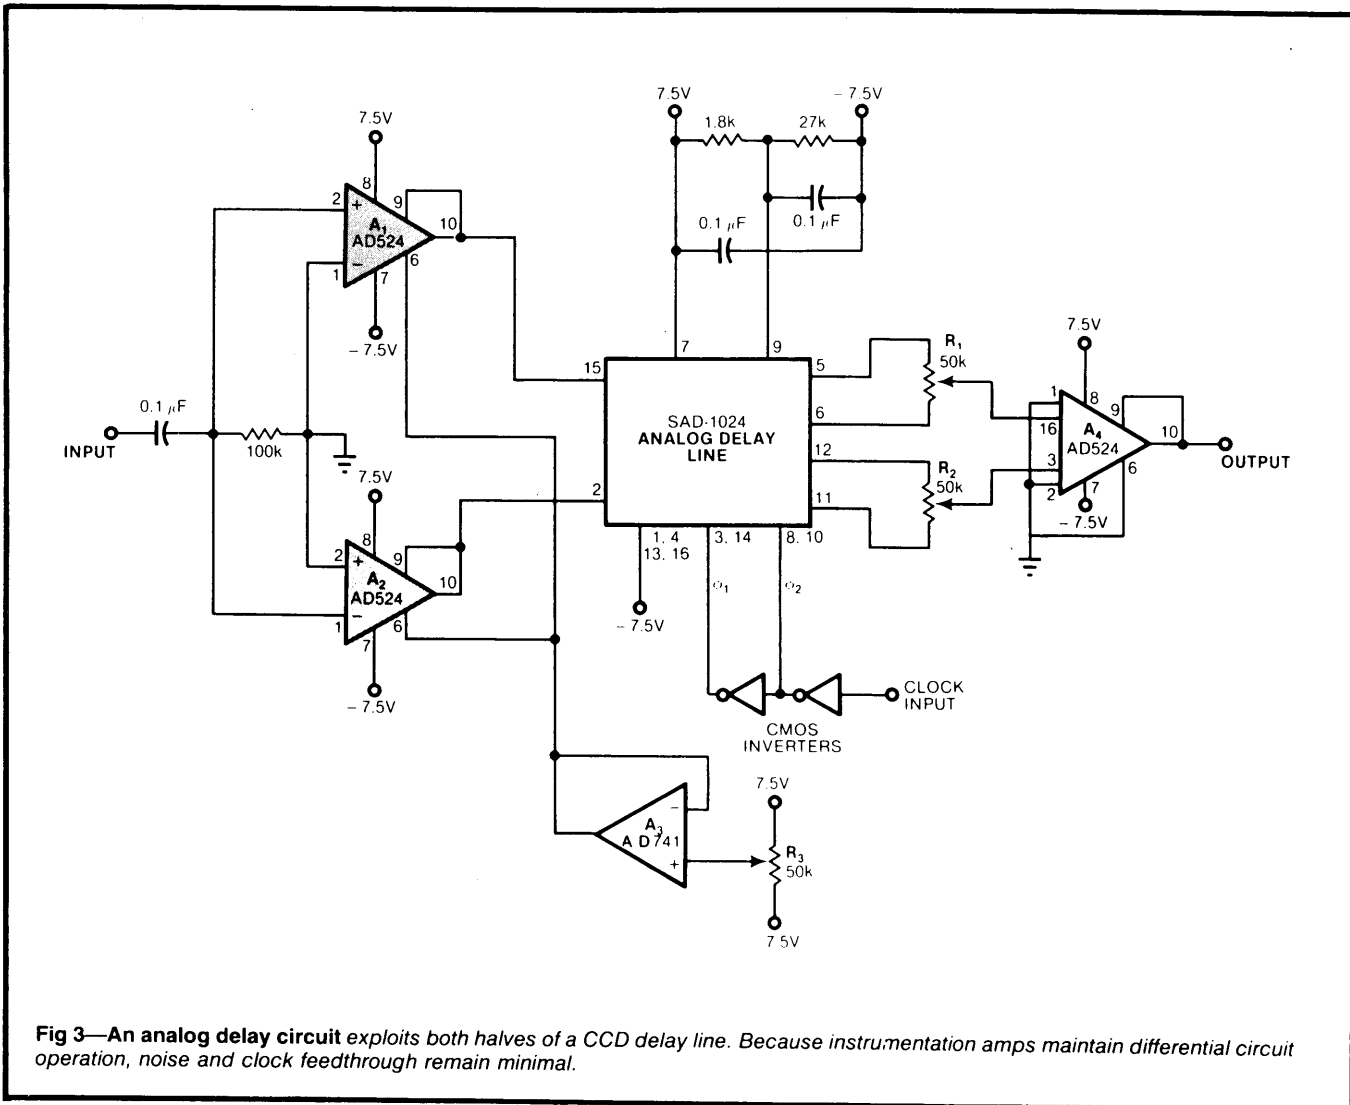 7.5V
- 7.5V
1.8k
27k
0.1 µF
0.1 µF
7.5V
8
2
+
9
A1
AD524
10
6
−
1
7
- 7.5V
7
9
15
SAD-1024
ANALOG DELAY
LINE
5
6
12
11
2
1, 4
13, 16
3, 14
8, 10
ø1
ø2
- 7.5V
R1
50k
R2
50k
7.5V
1
8
9
16
A4
AD524
10
3
6
2
7
- 7.5V
OUTPUT
0.1 µF
INPUT
100k
7.5V
8
2
+
9
A2
AD524
10
−
6
1
7
- 7.5V
CLOCK
INPUT
CMOS
INVERTERS
7.5V
−
A3
A D741
+
R3
50k
7 5V
Fig 3—An analog delay circuit exploits both halves of a CCD delay line. Because instrumentation amps maintain differential circuit
operation, noise and clock feedthrough remain minimal.